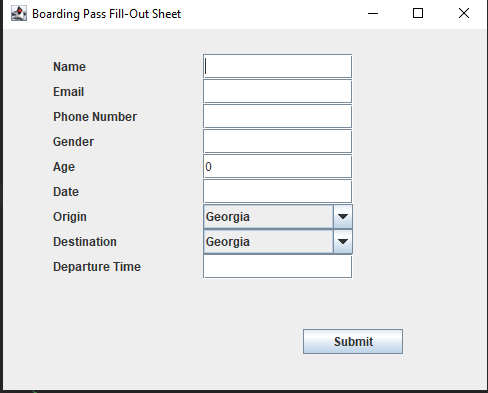 Boarding Pass Fill-Out Sheet
Name
Email
Phone Number
Gender
Age 0
Date
Origin Georgia
Destination Georgia
Departure Time
Submit